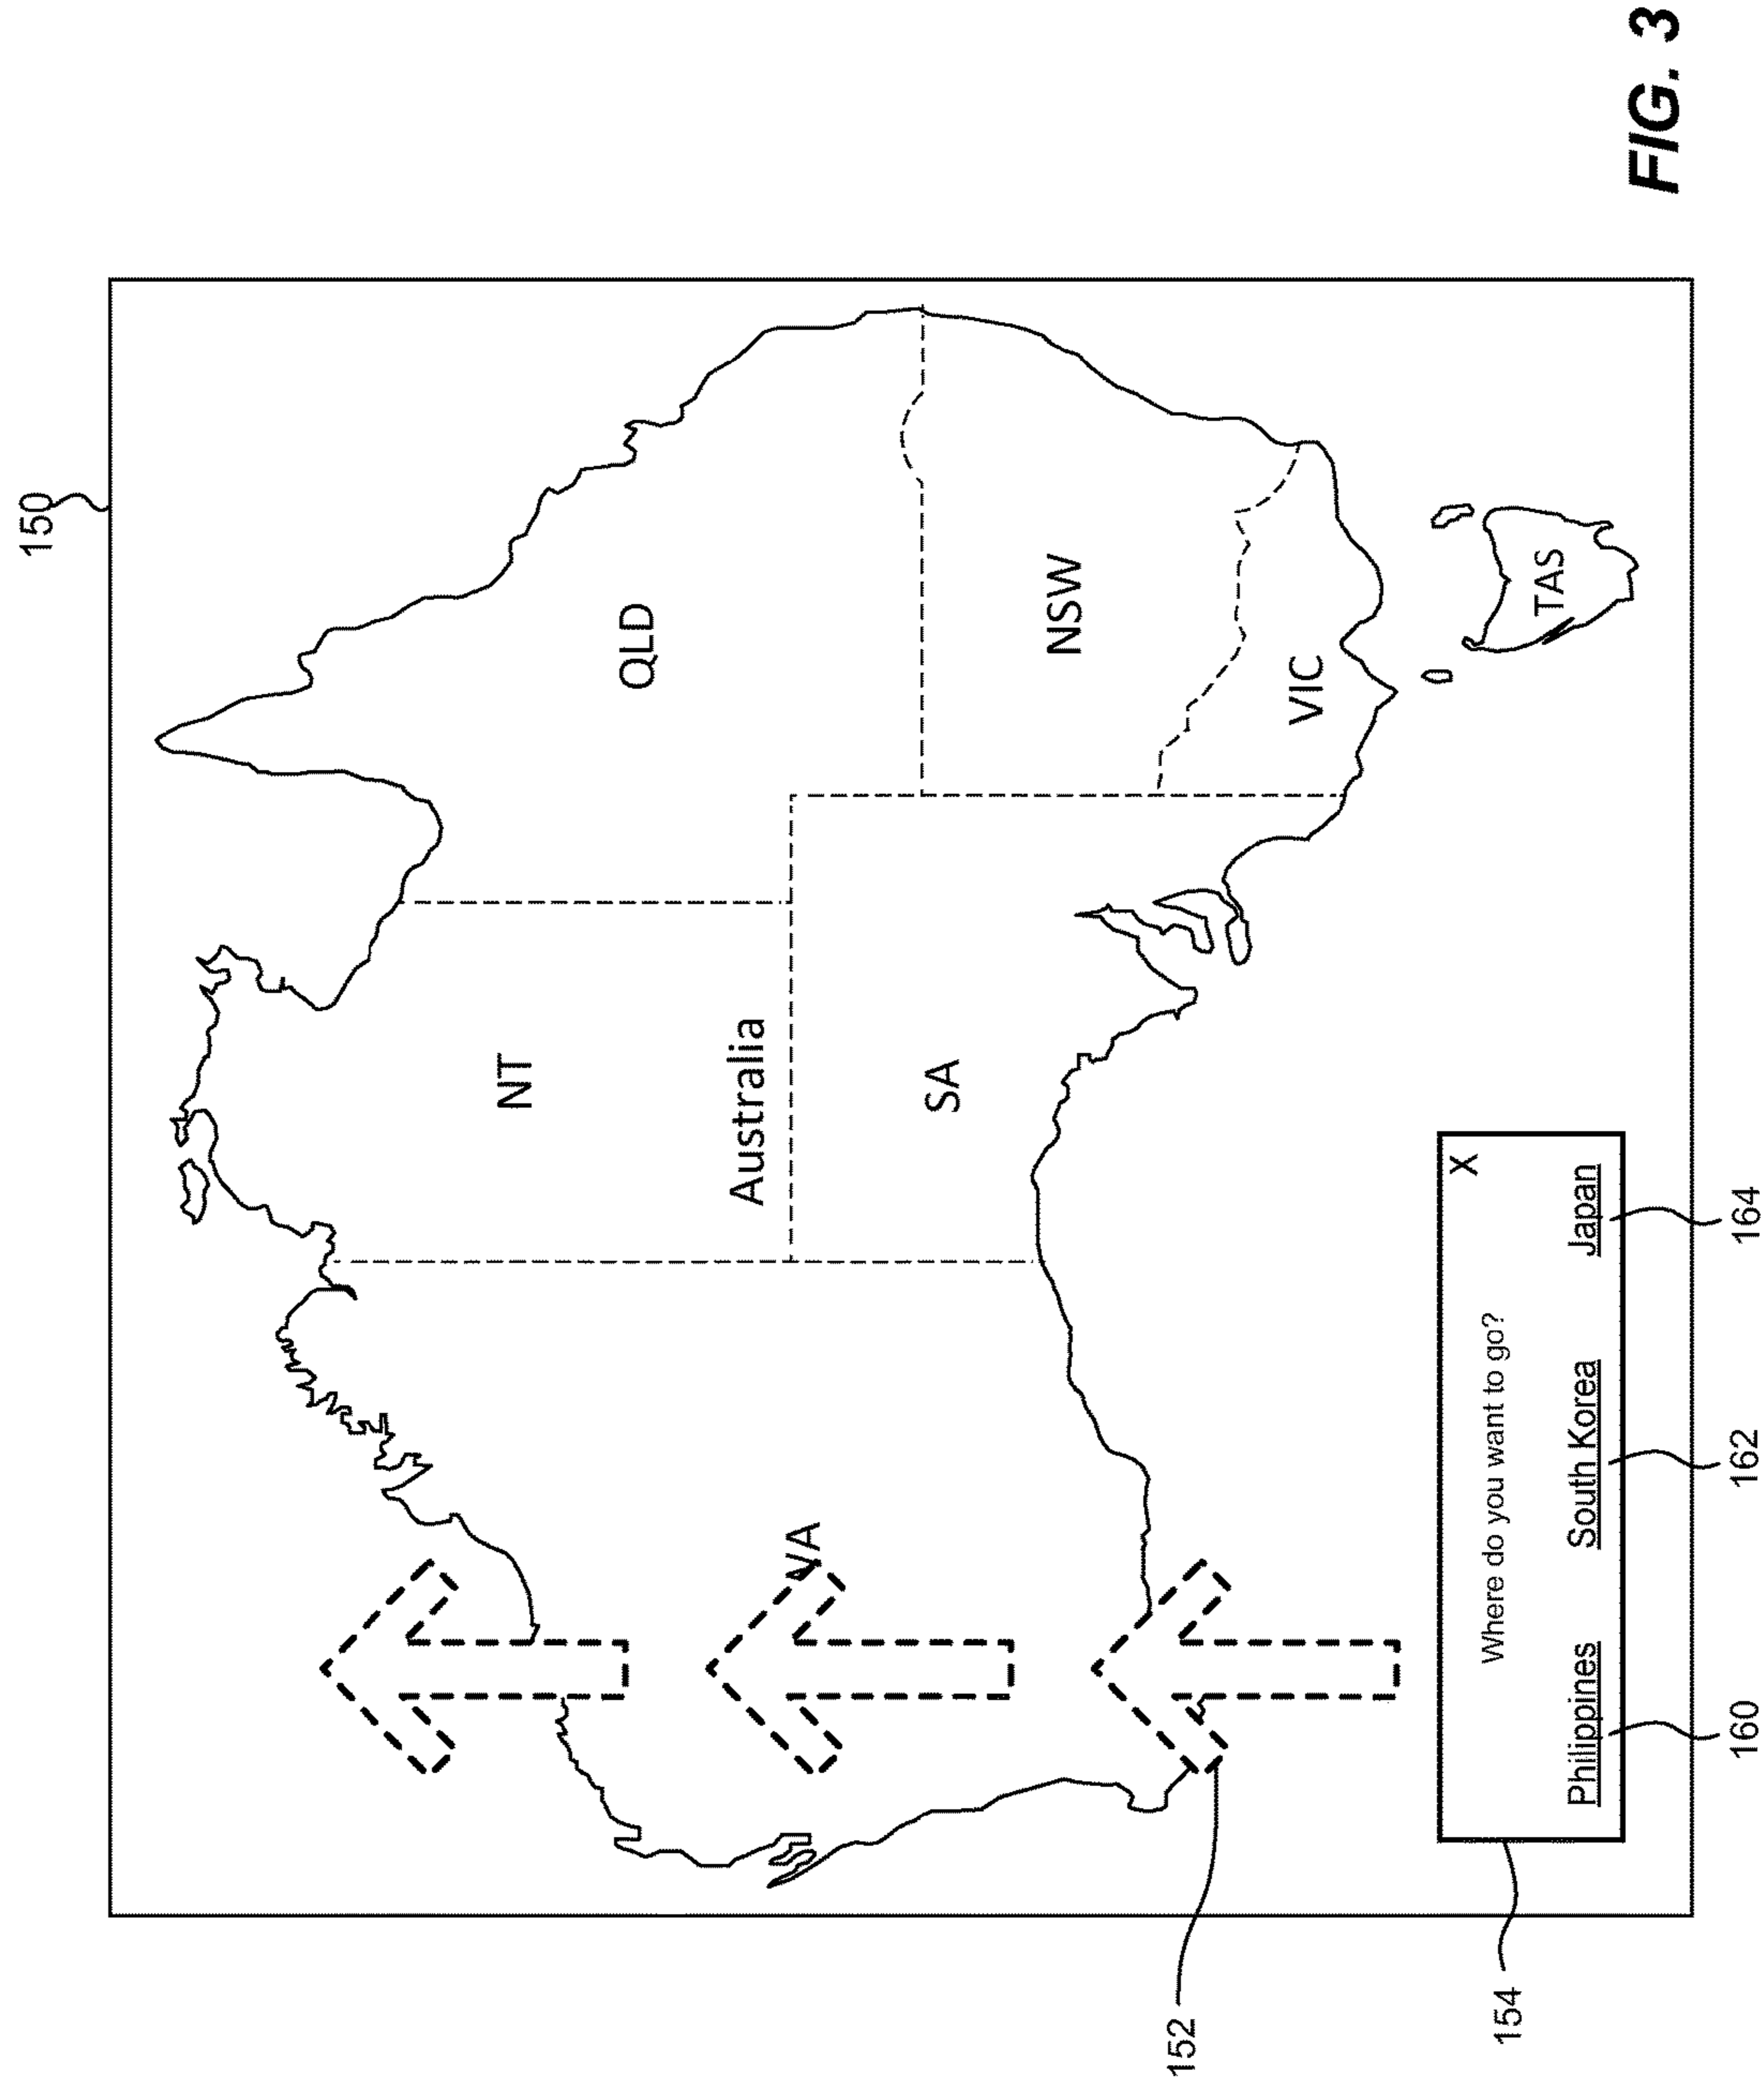 150
QLD
NT
Australia
NSW
WA
SA
VIC
TAS
152
154
X
Where do you want to go?
Philippines South Korea Japan
160 162 164
FIG. 3